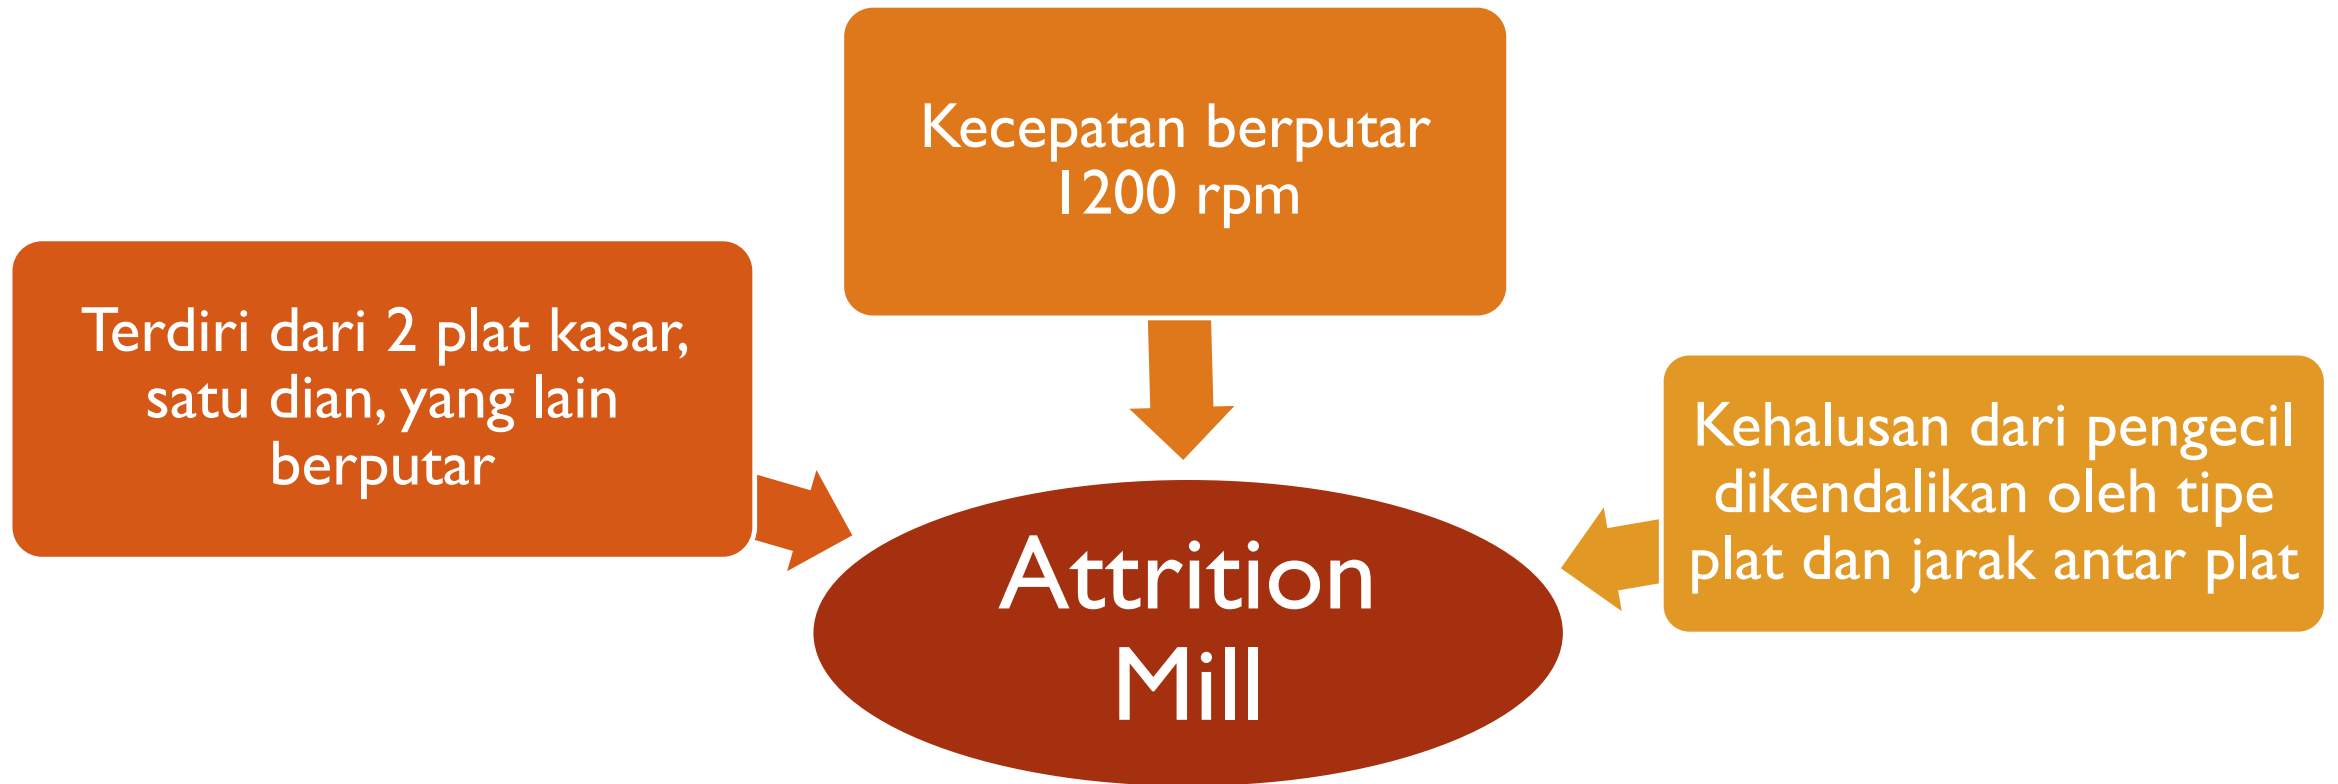 Kecepatan berputar
1200 rpm
Terdiri dari 2 plat kasar,
satu dian, yang lain
berputar
Kehalusan dari pengecil
dikendalikan oleh tipe
plat dan jarak antar plat
Attrition
Mill